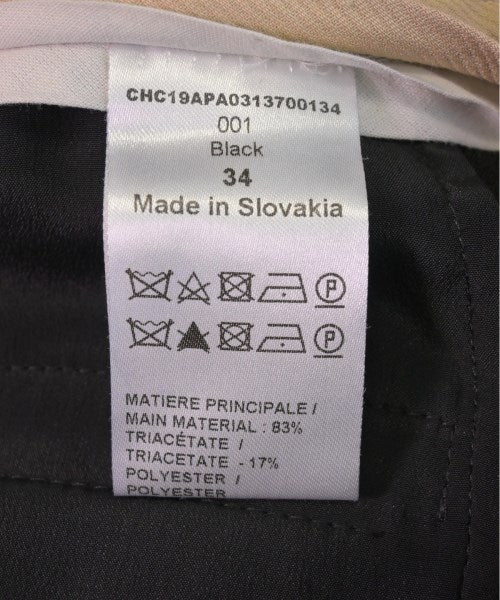 CHC19APA0313700134
001
Black
34
Made in Slovakia
P
P
MATIERE PRINCIPALE /
MAIN MATERIAL : 83%
TRIACÉTATE /
TRIACETATE - 17%
POLYESTER /
POLYESTER